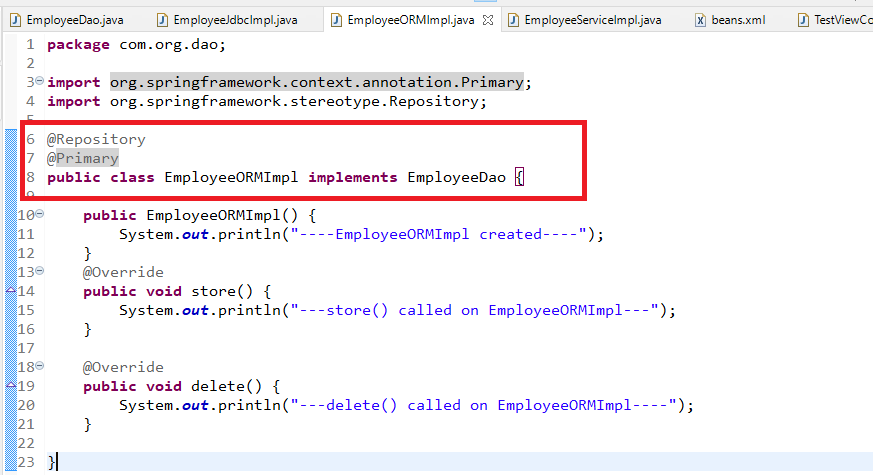 EmployeeDao.java EmployeeJdbcImpl.java EmployeeORMImpl.java EmployeeServiceImpl.java beans.xml TestViewCo
1 package com.org.dao;
2
3 import org.springframework.context.annotation.Primary;
4 import org.springframework.stereotype.Repository;
5
6 @Repository
7 @Primary
8 public class EmployeeORMImpl implements EmployeeDao {
9
10     public EmployeeORMImpl() {
11         System.out.println("----EmployeeORMImpl created----");
12     }
13     @Override
14     public void store() {
15         System.out.println("---store() called on EmployeeORMImpl---");
16     }
17
18     @Override
19     public void delete() {
20         System.out.println("---delete() called on EmployeeORMImpl----");
21     }
22
23 }